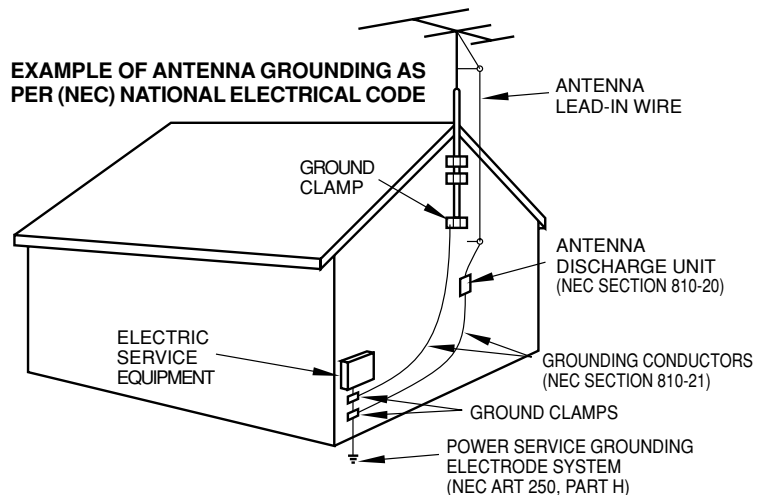 EXAMPLE OF ANTENNA GROUNDING AS
PER (NEC) NATIONAL ELECTRICAL CODE
ANTENNA
LEAD-IN WIRE
GROUND
CLAMP
ANTENNA
DISCHARGE UNIT
(NEC SECTION 810-20)
ELECTRIC
SERVICE
EQUIPMENT
GROUNDING CONDUCTORS
(NEC SECTION 810-21)
GROUND CLAMPS
POWER SERVICE GROUNDING
ELECTRODE SYSTEM
(NEC ART 250, PART H)